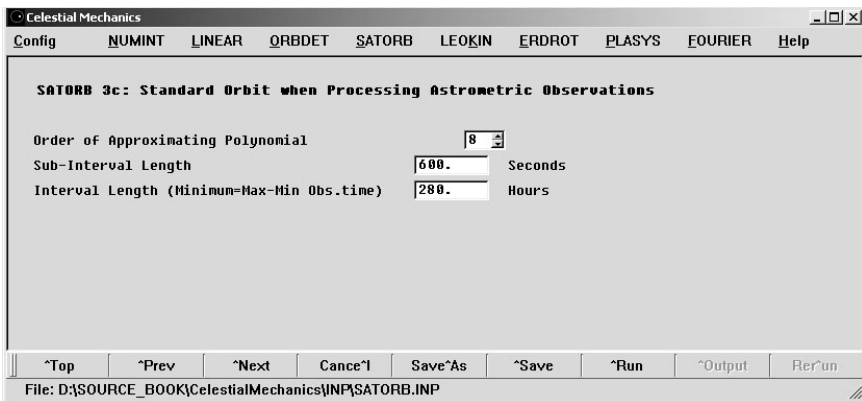 Celestial Mechanics
Config NUMINT LINEAR ORBDET SATORB LEOKIN ERDROT PLASYS FOURIER Help
SATORB 3c: Standard Orbit when Processing Astrometric Observations
Order of Approximating Polynomial 8
Sub-Interval Length 600. Seconds
Interval Length (Minimum=Max-Min Obs.time) 280. Hours
^Top ^Prev ^Next Cance^l Save^As ^Save ^Run ^Output Rer^un
File: D:\SOURCE_BOOK\CelestialMechanics\INP\SATORB.INP